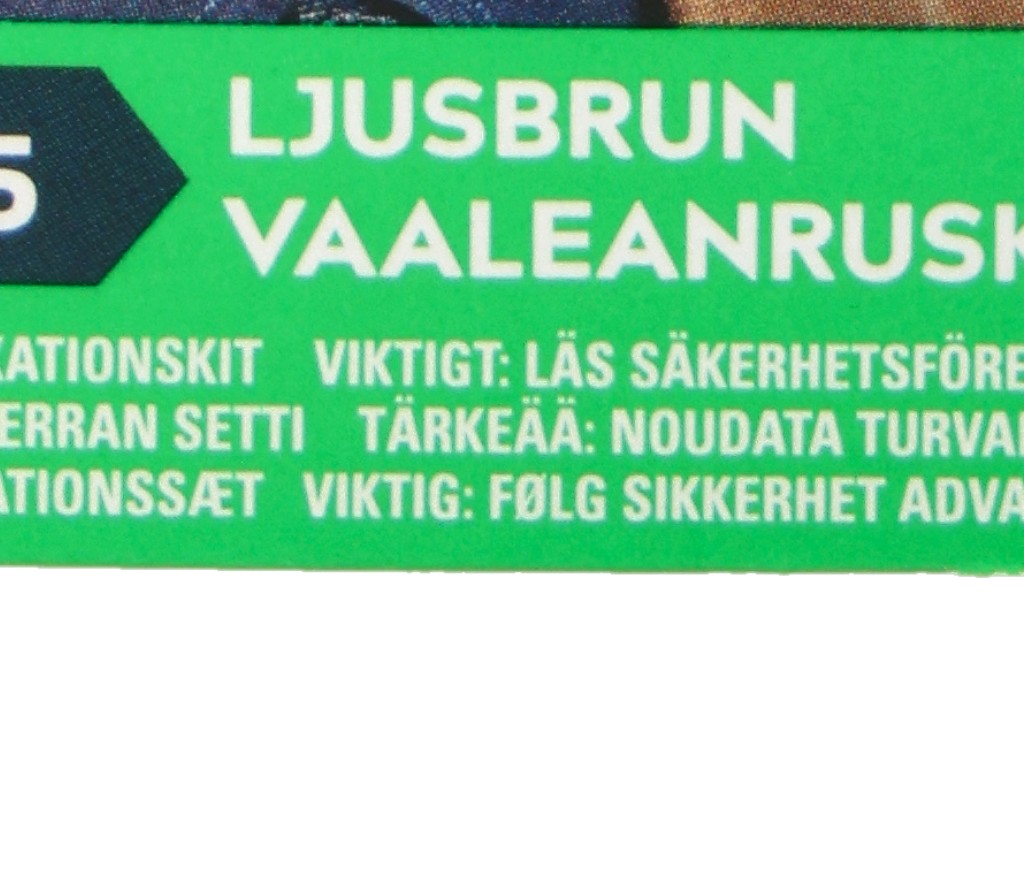 5
LJUSBRUN
VAALEANRUSK
KATIONSKIT VIKTIGT: LÄS SÄKERHETSFÖRE
ERRAN SETTI TÄRKEÄÄ: NOUDATA TURVA
ATIONSSÆT VIKTIG: FØLG SIKKERHET ADVA